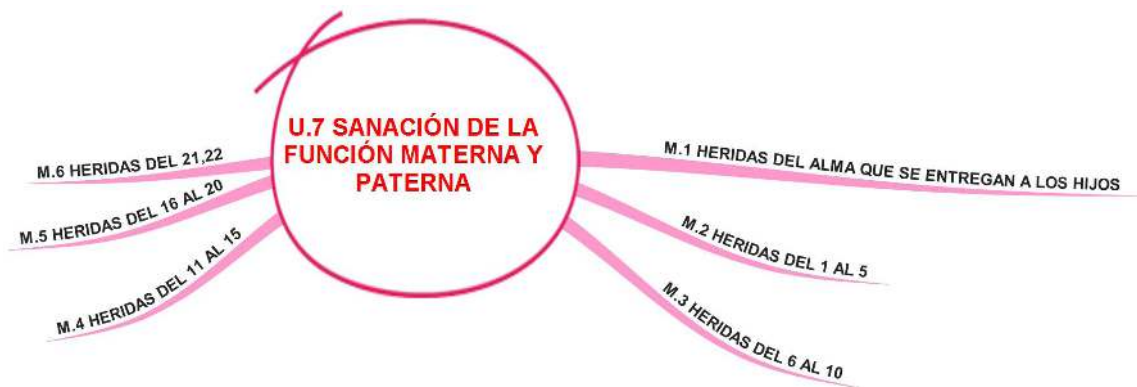 U.7 SANACIÓN DE LA
FUNCIÓN MATERNA Y
PATERNA
M.1 HERIDAS DEL ALMA QUE SE ENTREGAN A LOS HIJOS
M.2 HERIDAS DEL 1 AL 5
M.3 HERIDAS DEL 6 AL 10
M.4 HERIDAS DEL 11 AL 15
M.5 HERIDAS DEL 16 AL 20
M.6 HERIDAS DEL 21,22